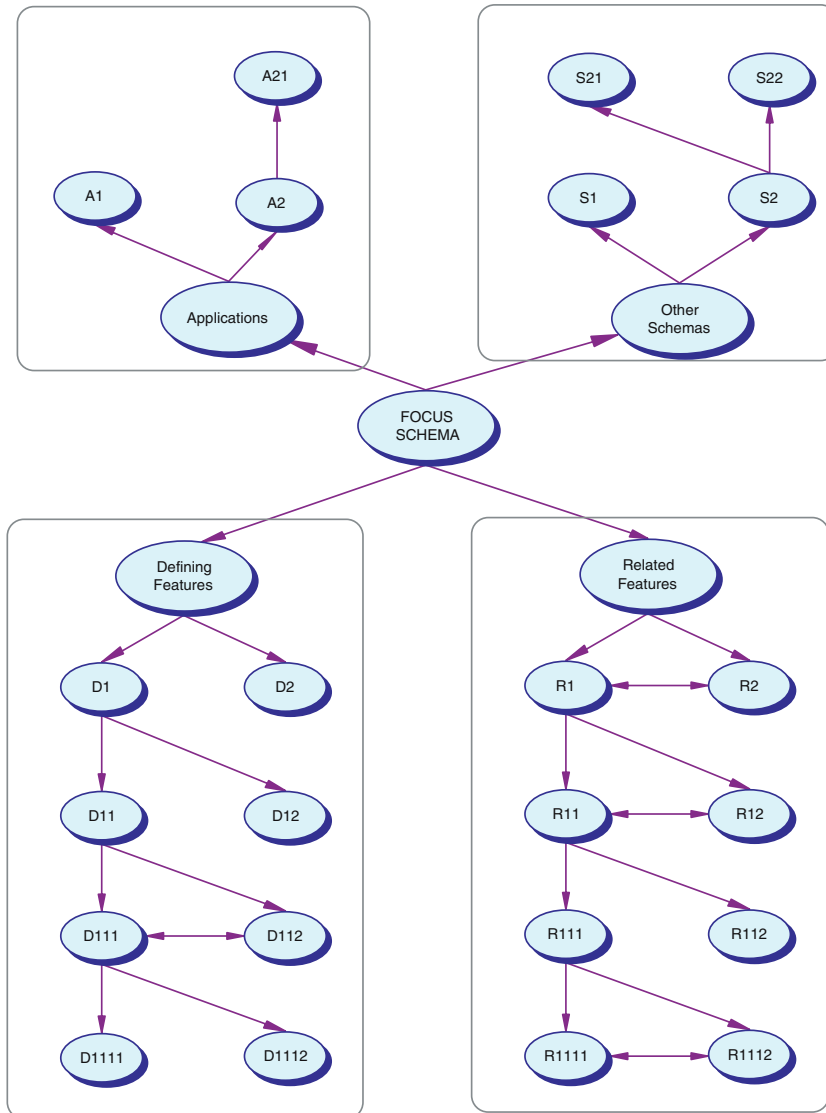 A21
S21
S22
A1
A2
S1
S2
Applications
Other
Schemas
FOCUS
SCHEMA
Defining
Features
Related
Features
D1
D2
R1
R2
D11
D12
R11
R12
D111
D112
R111
R112
D1111
D1112
R1111
R1112